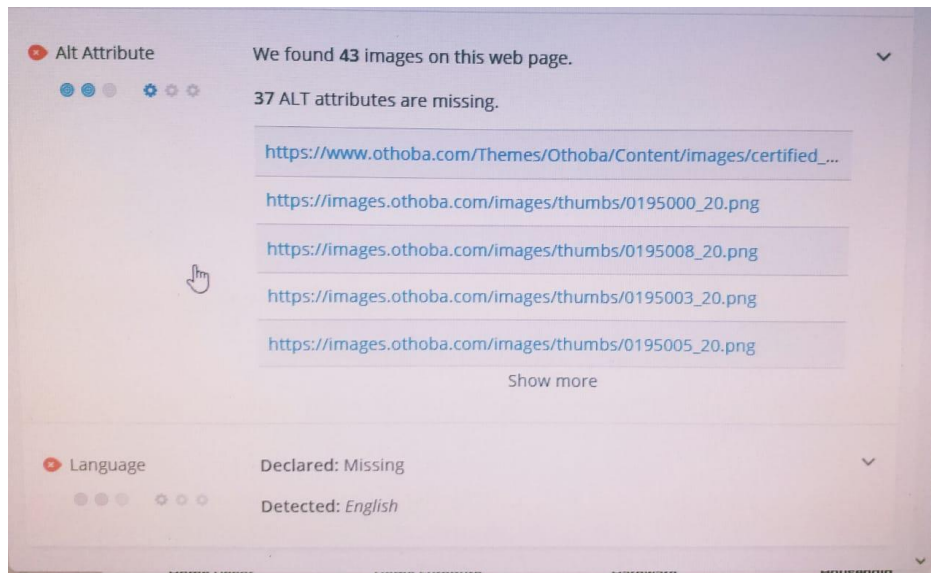 Alt Attribute
We found 43 images on this web page.
37 ALT attributes are missing.
https://www.othoba.com/Themes/Othoba/Content/images/certified_...
https://images.othoba.com/images/thumbs/0195000_20.png
https://images.othoba.com/images/thumbs/0195008_20.png
https://images.othoba.com/images/thumbs/0195003_20.png
https://images.othoba.com/images/thumbs/0195005_20.png
Show more
Language
Declared: Missing
Detected: English